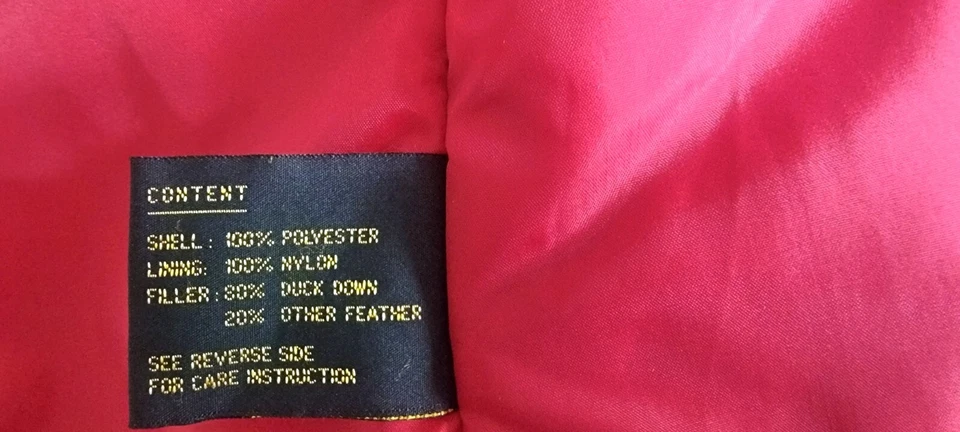 CONTENT
SHELL: 100% POLYESTER
LINING: 100% NYLON
FILLER: 80% DUCK DOWN
20% OTHER FEATHER
SEE REVERSE SIDE
FOR CARE INSTRUCTION